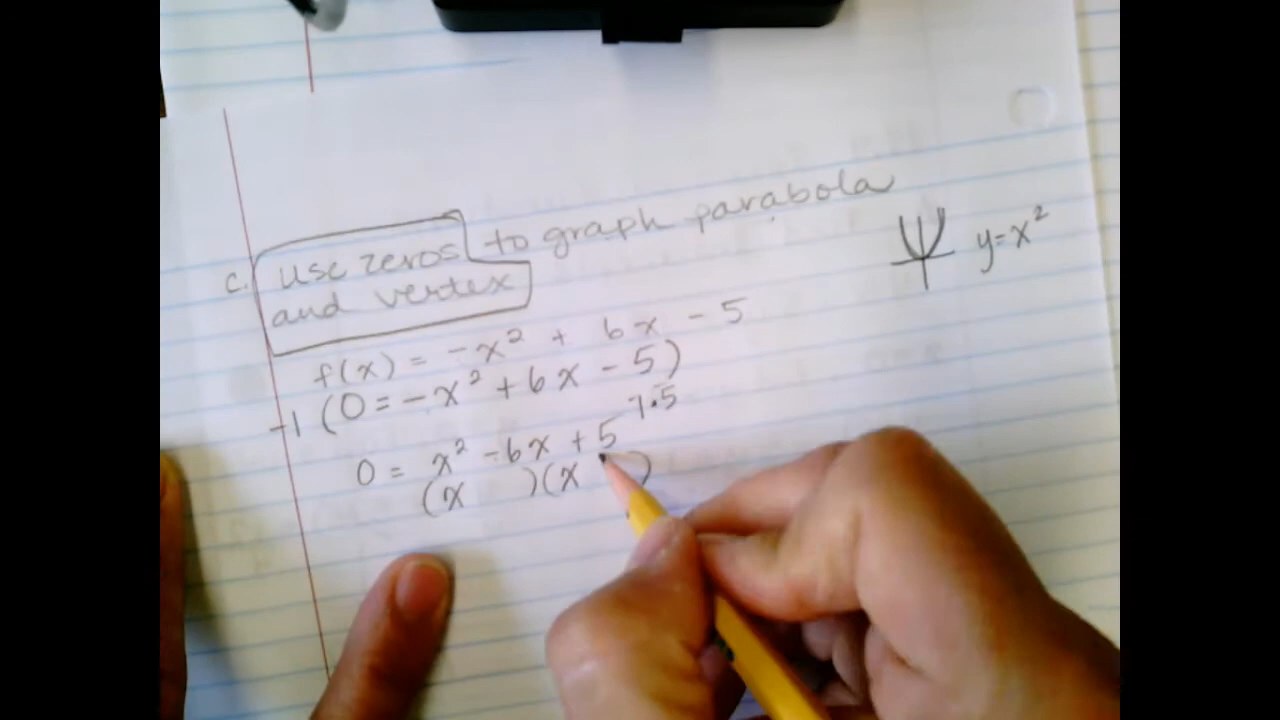 c. use zeros to graph parabola
and vertex
y=x²
f(x) = -x² + 6x - 5
-1 (0 = -x² + 6x - 5)
1·5
0 = x² - 6x + 5
(x )(x )